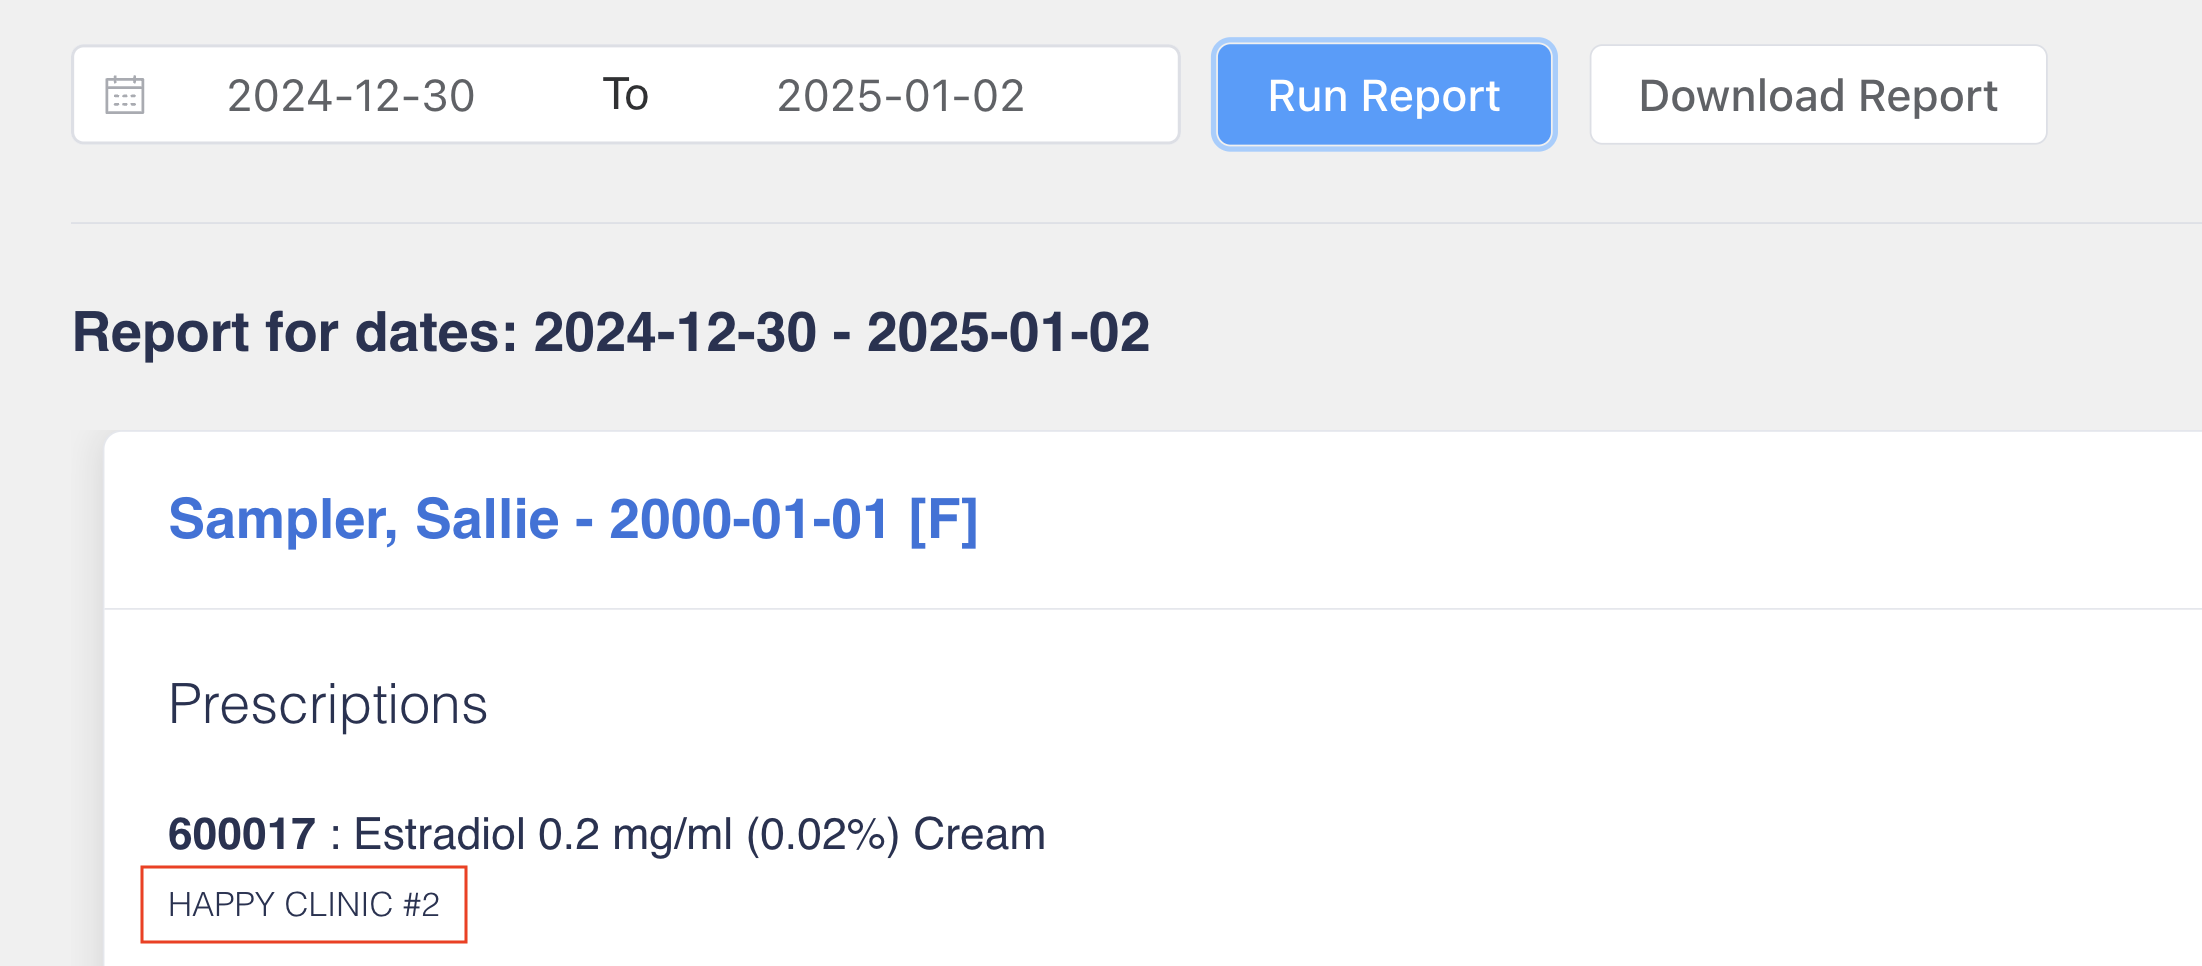 2024-12-30 To 2025-01-02 Run Report Download Report
Report for dates: 2024-12-30 - 2025-01-02
Sampler, Sallie - 2000-01-01 [F]
Prescriptions
600017 : Estradiol 0.2 mg/ml (0.02%) Cream
HAPPY CLINIC #2